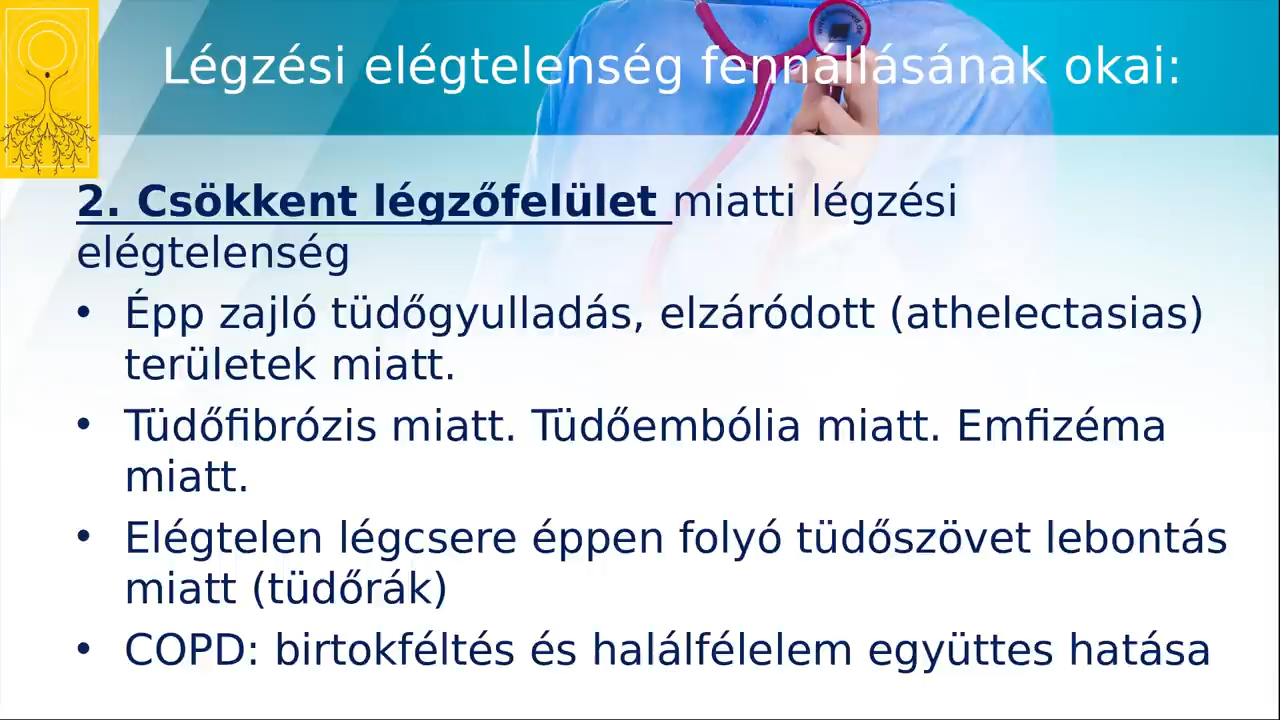 Légzési elégtelenség fennállásának okai:
2. Csökkent légzőfelület miatti légzési
elégtelenség
• Épp zajló tüdőgyulladás, elzáródott (athelectasias)
területek miatt.
• Tüdőfibrózis miatt. Tüdőembólia miatt. Emfizéma
miatt.
• Elégtelen légcsere éppen folyó tüdőszövet lebontás
miatt (tüdőrák)
• COPD: birtokféltés és halálfélelem együttes hatása